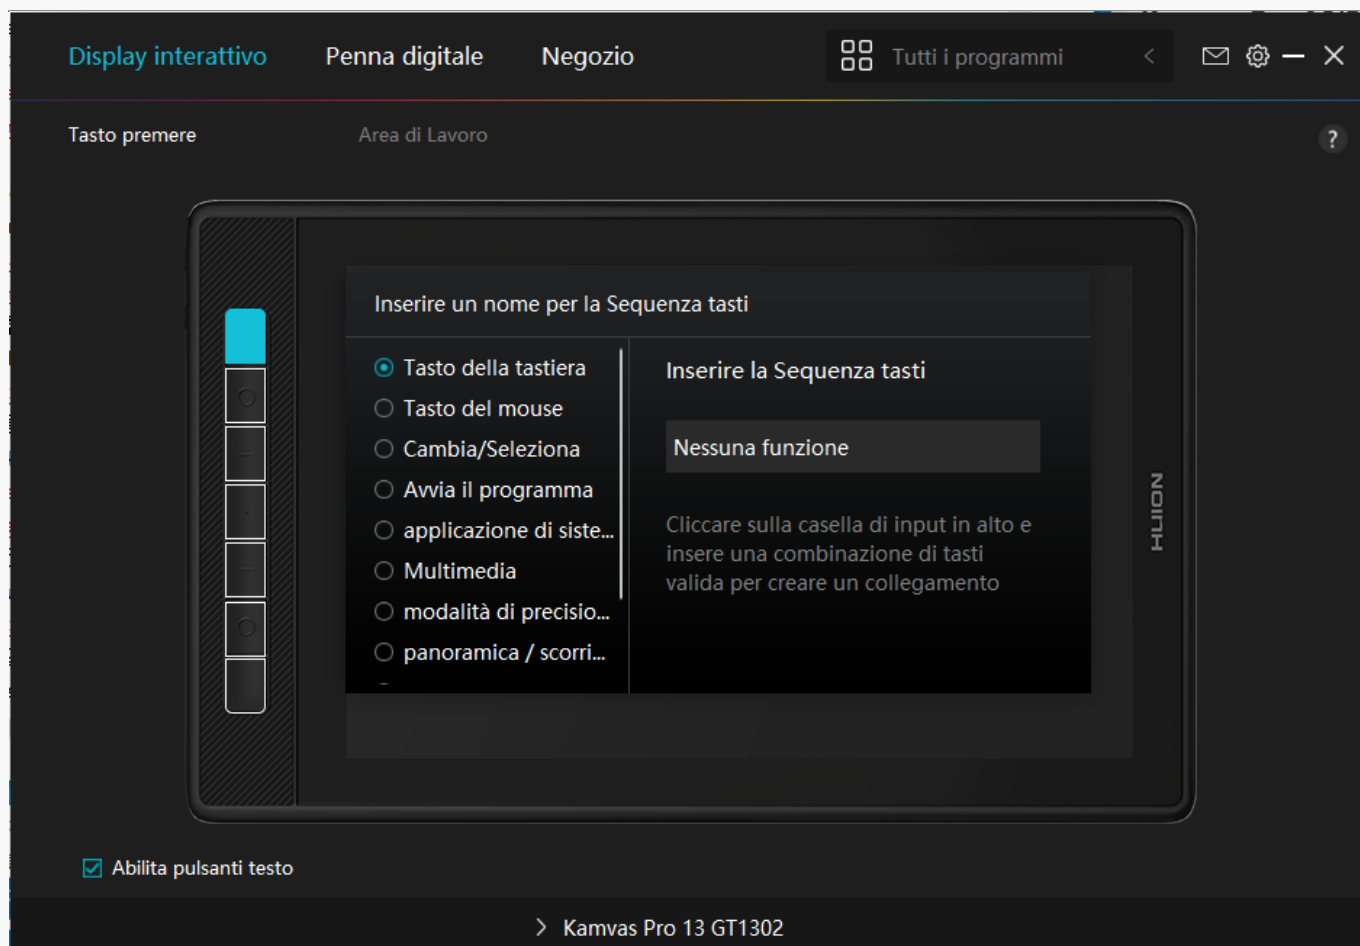 Display interattivo
Penna digitale
Negozio
Tutti i programmi
Tasto premere
Area di Lavoro
?
Inserire un nome per la Sequenza tasti
Tasto della tastiera
Tasto del mouse
Cambia/Seleziona
Avvia il programma
applicazione di siste...
Multimedia
modalità di precisio...
panoramica / scorri...
Inserire la Sequenza tasti
Nessuna funzione
Cliccare sulla casella di input in alto e
insere una combinazione di tasti
valida per creare un collegamento
HUION
Abilita pulsanti testo
Kamvas Pro 13 GT1302